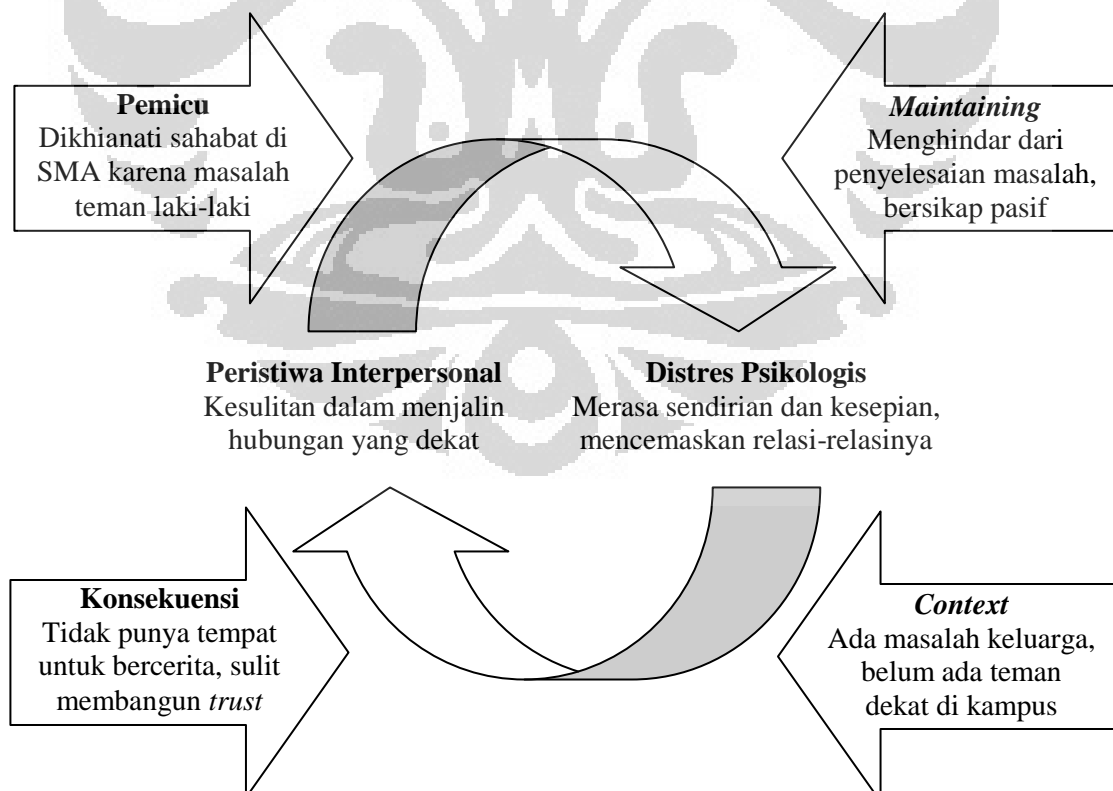 Pemicu
Dikhianati sahabat di
SMA karena masalah
teman laki-laki
Maintaining
Menghindar dari
penyelesaian masalah,
bersikap pasif
Peristiwa Interpersonal
Kesulitan dalam menjalin
hubungan yang dekat
Distres Psikologis
Merasa sendirian dan kesepian,
mencemaskan relasi-relasinya
Konsekuensi
Tidak punya tempat
untuk bercerita, sulit
membangun trust
Context
Ada masalah keluarga,
belum ada teman
dekat di kampus